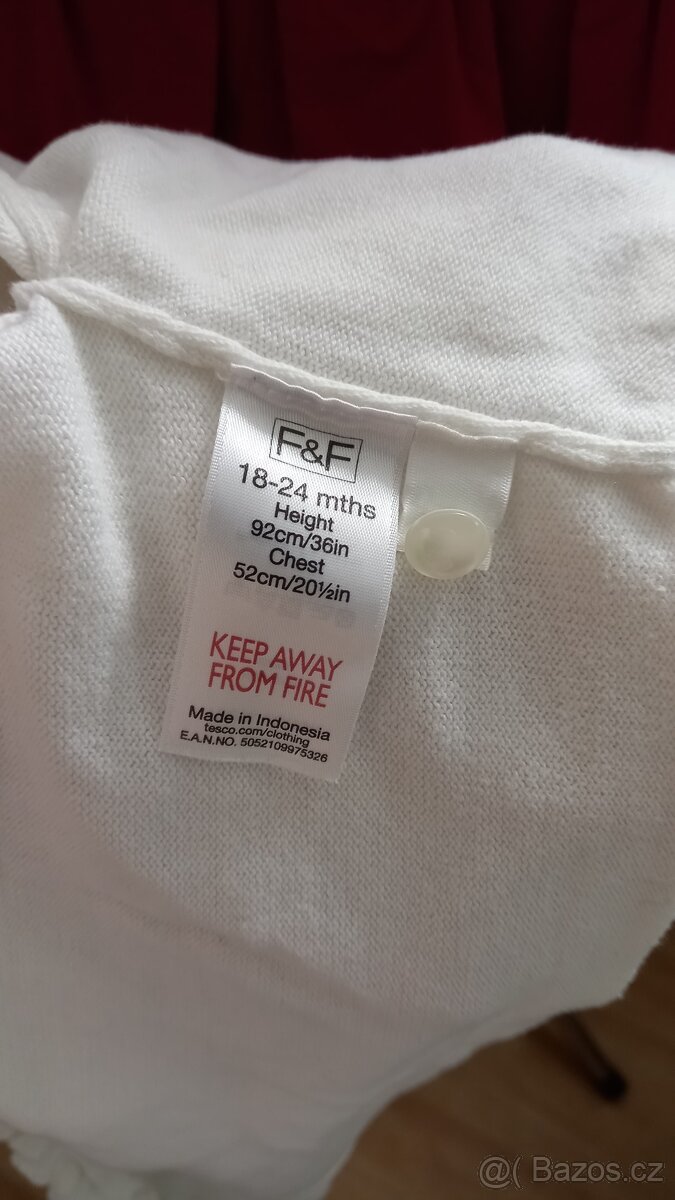 F&F
18-24 mths
Height
92cm/36in
Chest
52cm/20½in
KEEP AWAY
FROM FIRE
Made in Indonesia
tesco.com/clothing
E.A.N.NO. 5052109975326
@( Bazos.cz